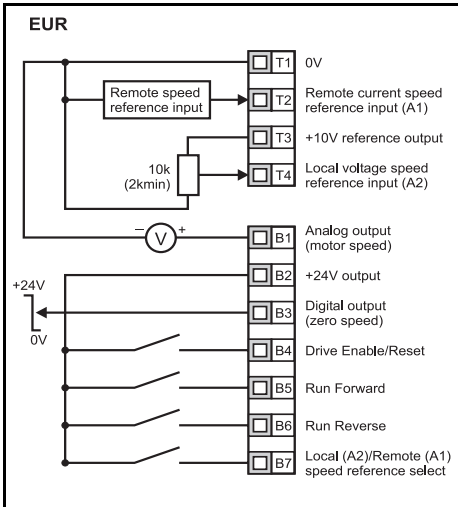 EUR
T1 0V
Remote speed
reference input
T2 Remote current speed
reference input (A1)
T3 +10V reference output
10k
(2kmin)
T4 Local voltage speed
reference input (A2)
− V +
B1 Analog output
(motor speed)
B2 +24V output
+24V
0V
B3 Digital output
(zero speed)
B4 Drive Enable/Reset
B5 Run Forward
B6 Run Reverse
B7 Local (A2)/Remote (A1)
speed reference select